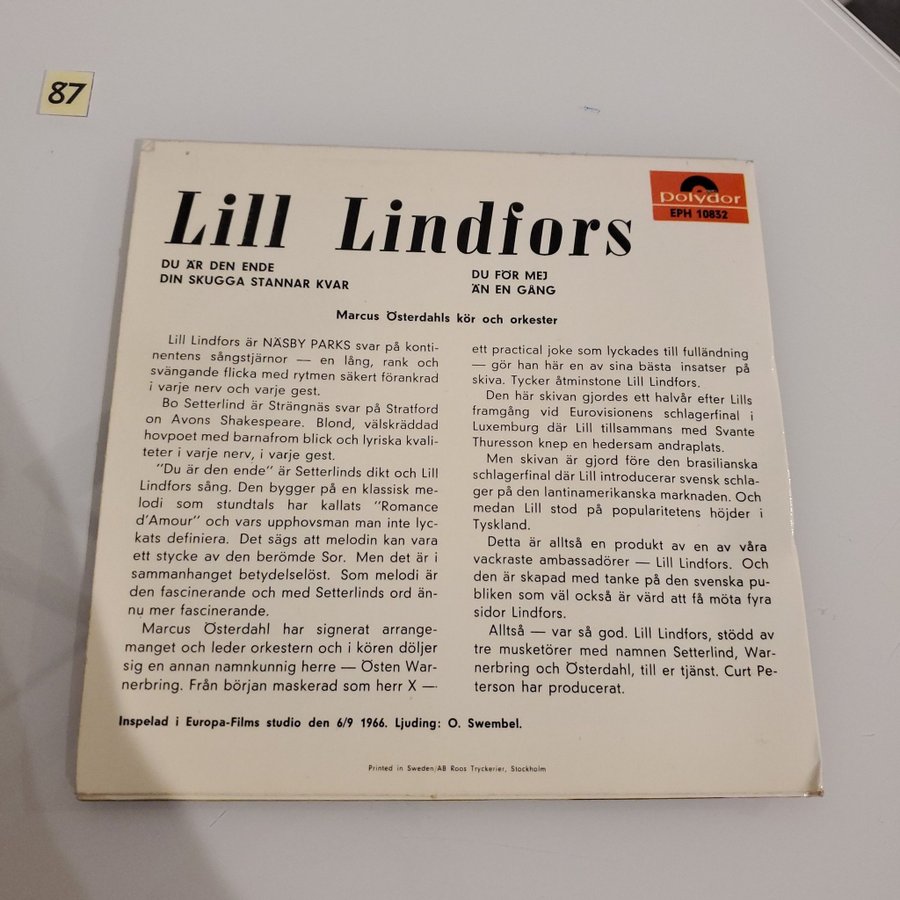 87
polydor
EPH 10832
Lill Lindfors
DU ÄR DEN ENDE
DIN SKUGGA STANNAR KVAR
DU FÖR MEJ
ÄN EN GÅNG
Marcus Österdahls kör och orkester
Lill Lindfors är NÄSBY PARKS svar på konti-
nentens sångstjärnor — en lång, rank och
svängande flicka med rytmen säkert förankrad
i varje nerv och varje gest.
Bo Setterlind är Strängnäs svar på Stratford
on Avons Shakespeare. Blond, välskräddad
hovpoet med barnafrom blick och lyriska kvali-
teter i varje nerv, i varje gest.
"Du är den ende" är Setterlinds dikt och Lill
Lindfors sång. Den bygger på en klassisk me-
lodi som stundtals har kallats "Romance
d'Amour" och vars upphovsman man inte lyc-
kats definiera. Det sägs att melodin kan vara
ett stycke av den berömde Sor. Men det är i
sammanhanget betydelselöst. Som melodi är
den fascinerande och med Setterlinds ord än-
nu mer fascinerande.
Marcus Österdahl har signerat arrange-
manget och leder orkestern och i kören döljer
sig en annan namnkunnig herre — Östen War-
nerbring. Från början maskerad som herr X —
ett practical joke som lyckades till fulländning
— gör han här en av sina bästa insatser på
skiva. Tycker åtminstone Lill Lindfors.
Den här skivan gjordes ett halvår efter Lills
framgång vid Eurovisionens schlagerfinal i
Luxemburg där Lill tillsammans med Svante
Thuresson knep en hedersam andraplats.
Men skivan är gjord före den brasilianska
schlagerfinal där Lill introducerar svensk schla-
ger på den lantinamerikanska marknaden. Och
medan Lill stod på popularitetens höjder i
Tyskland.
Detta är alltså en produkt av en av våra
vackraste ambassadörer — Lill Lindfors. Och
den är skapad med tanke på den svenska pu-
bliken som väl också är värd att få möta fyra
sidor Lindfors.
Alltså — var så god. Lill Lindfors, stödd av
tre musketörer med namnen Setterlind, War-
nerbring och Österdahl, till er tjänst. Curt Pe-
terson har producerat.
Inspelad i Europa-Films studio den 6/9 1966. Ljuding: O. Swembel.
Printed in Sweden/AB Roos Tryckerier, Stockholm